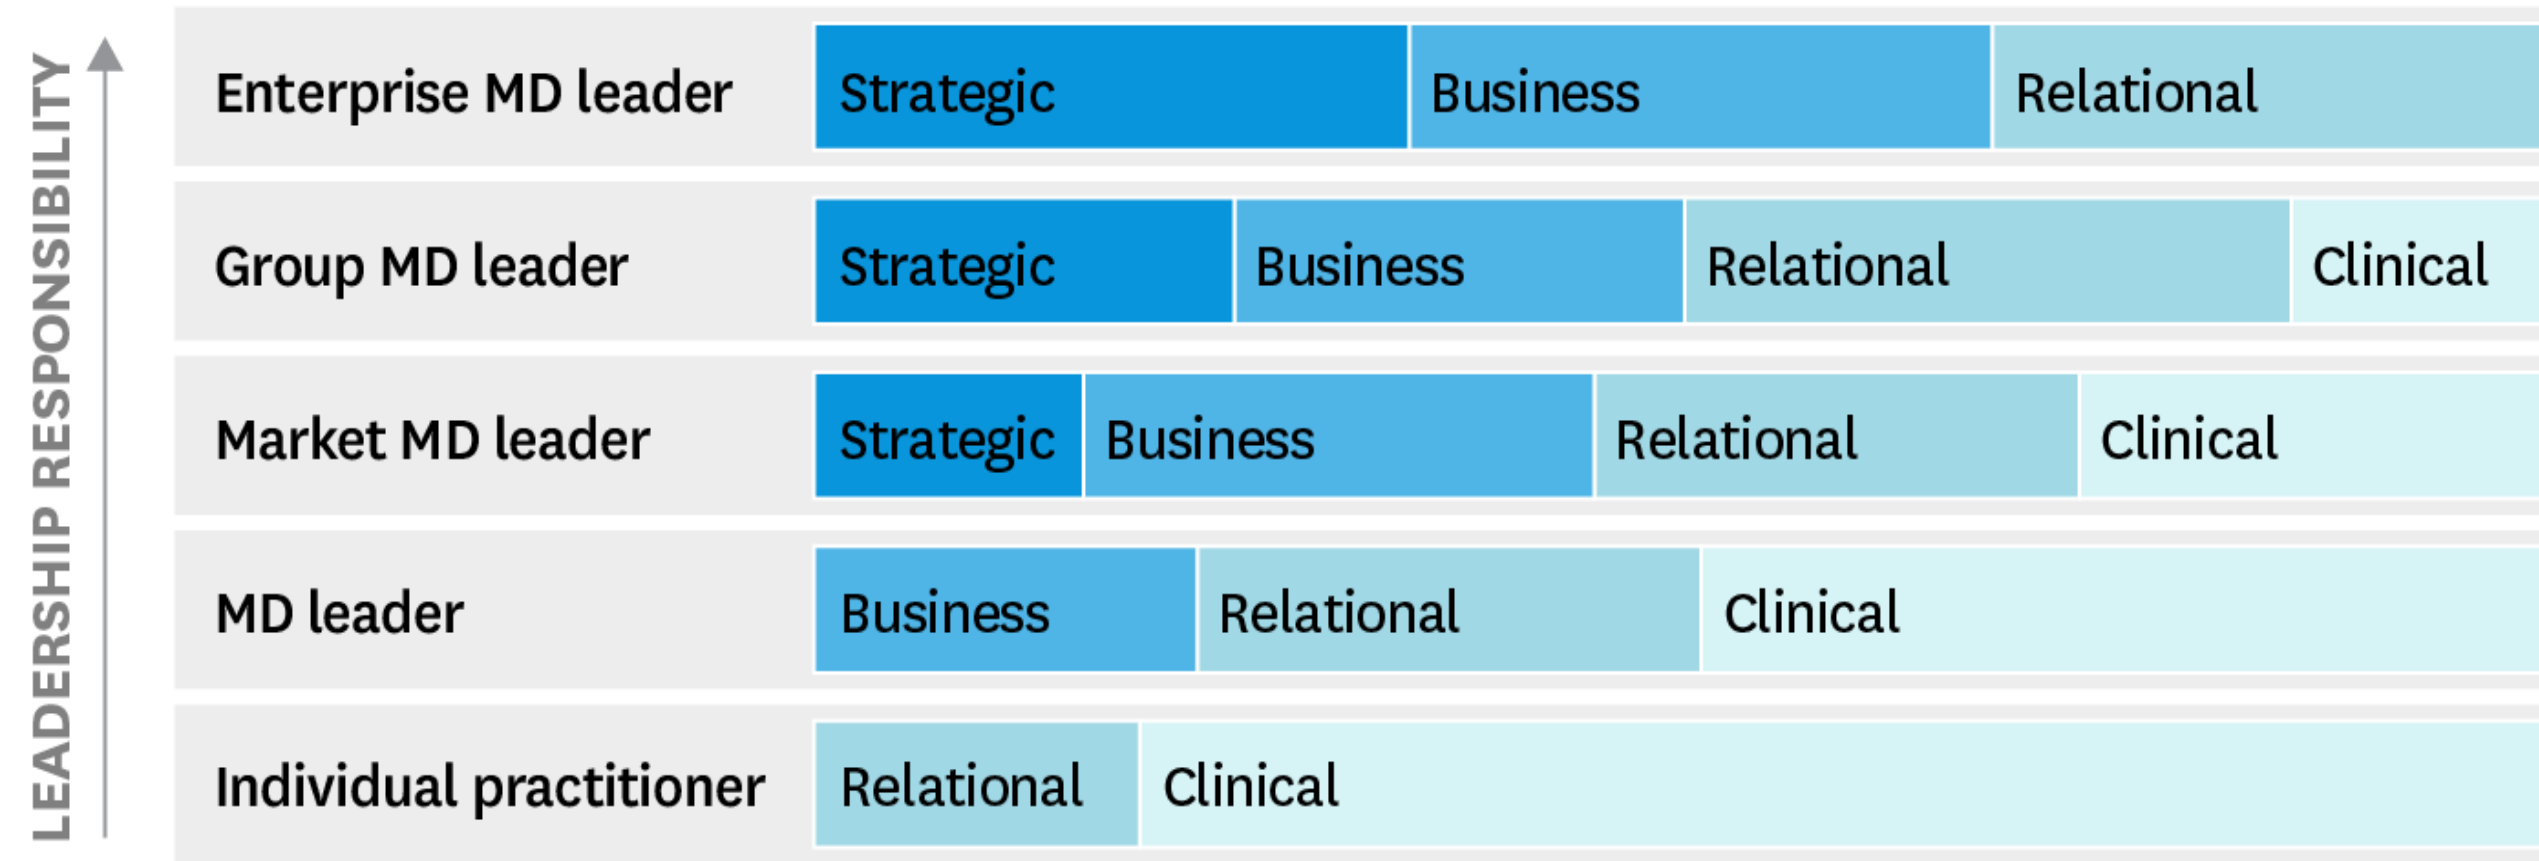 LEADERSHIP RESPONSIBILITY
Enterprise MD leader Strategic Business Relational
Group MD leader Strategic Business Relational Clinical
Market MD leader Strategic Business Relational Clinical
MD leader Business Relational Clinical
Individual practitioner Relational Clinical